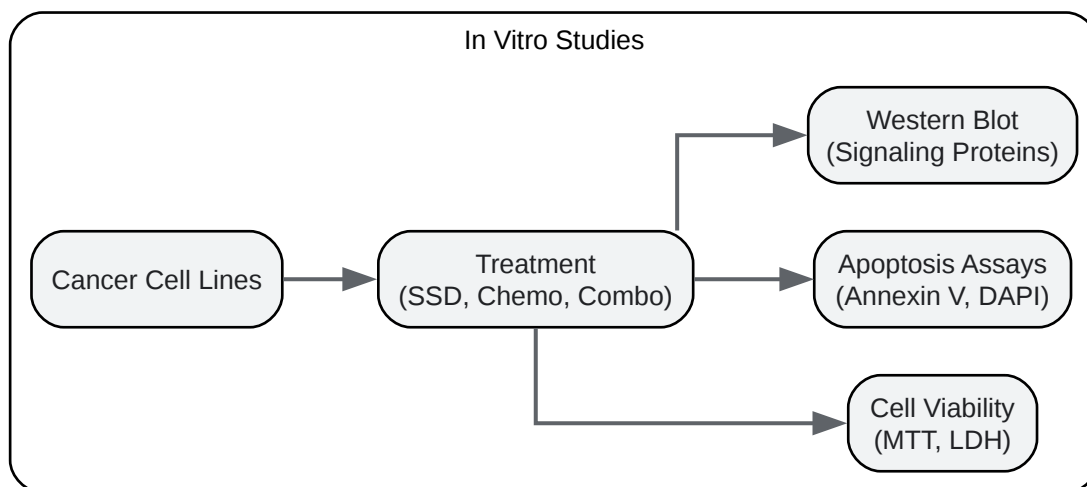 In Vitro Studies
Western Blot
(Signaling Proteins)
Cancer Cell Lines
Treatment
(SSD, Chemo, Combo)
Apoptosis Assays
(Annexin V, DAPI)
Cell Viability
(MTT, LDH)